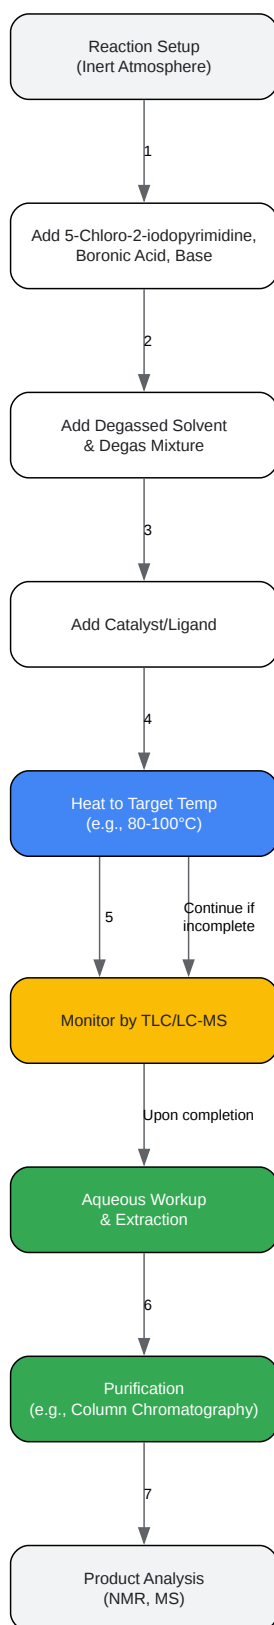 Reaction Setup
(Inert Atmosphere)
1
Add 5-Chloro-2-iodopyrimidine,
Boronic Acid, Base
2
Add Degassed Solvent
& Degas Mixture
3
Add Catalyst/Ligand
4
Heat to Target Temp
(e.g., 80-100°C)
5
Continue if
incomplete
Monitor by TLC/LC-MS
Upon completion
Aqueous Workup
& Extraction
6
Purification
(e.g., Column Chromatography)
7
Product Analysis
(NMR, MS)